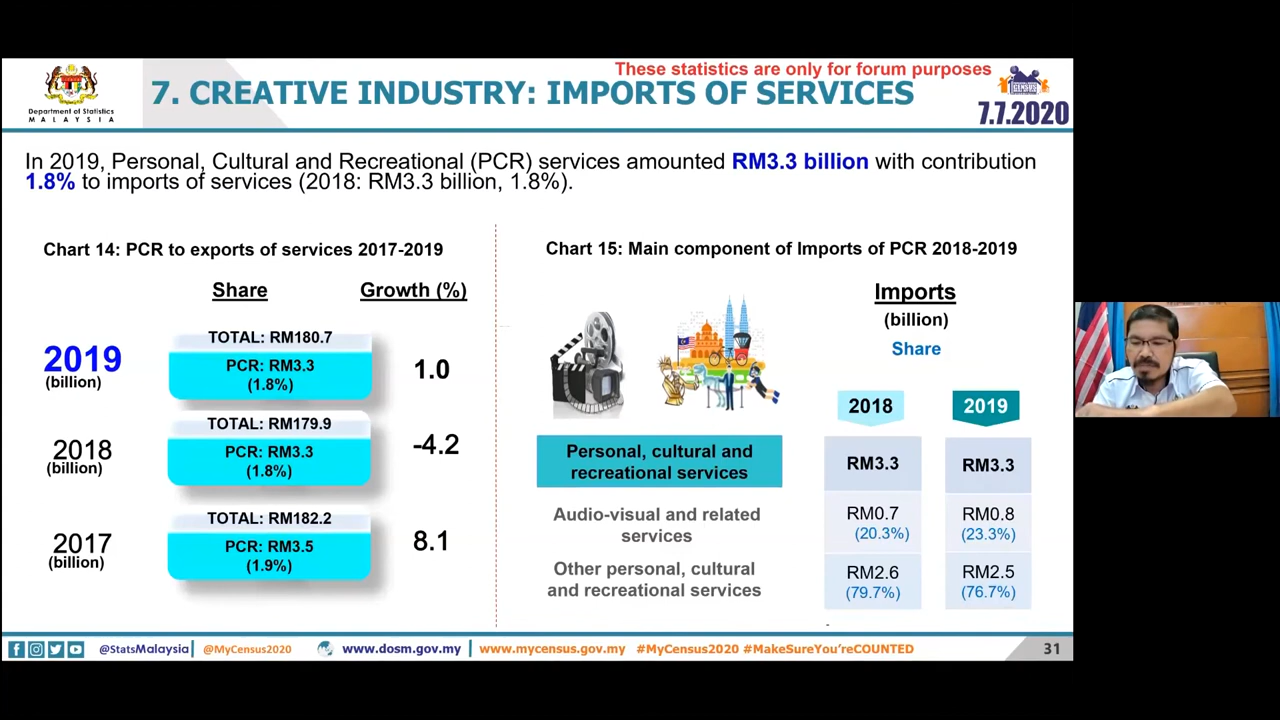 These statistics are only for forum purposes
7. CREATIVE INDUSTRY: IMPORTS OF SERVICES
Department of Statistics
MALAYSIA
CENSUS
7.7.2020
In 2019, Personal, Cultural and Recreational (PCR) services amounted RM3.3 billion with contribution
1.8% to imports of services (2018: RM3.3 billion, 1.8%).
Chart 14: PCR to exports of services 2017-2019
Share
Growth (%)
2019
(billion)
TOTAL: RM180.7
PCR: RM3.3
(1.8%)
1.0
2018
(billion)
TOTAL: RM179.9
PCR: RM3.3
(1.8%)
-4.2
2017
(billion)
TOTAL: RM182.2
PCR: RM3.5
(1.9%)
8.1
Chart 15: Main component of Imports of PCR 2018-2019
Imports
(billion)
Share
2018
2019
Personal, cultural and
recreational services
RM3.3
RM3.3
Audio-visual and related
services
RM0.7
(20.3%)
RM0.8
(23.3%)
Other personal, cultural
and recreational services
RM2.6
(79.7%)
RM2.5
(76.7%)
@StatsMalaysia
@MyCensus2020
www.dosm.gov.my
www.mycensus.gov.my #MyCensus2020 #MakeSureYou'reCOUNTED
31